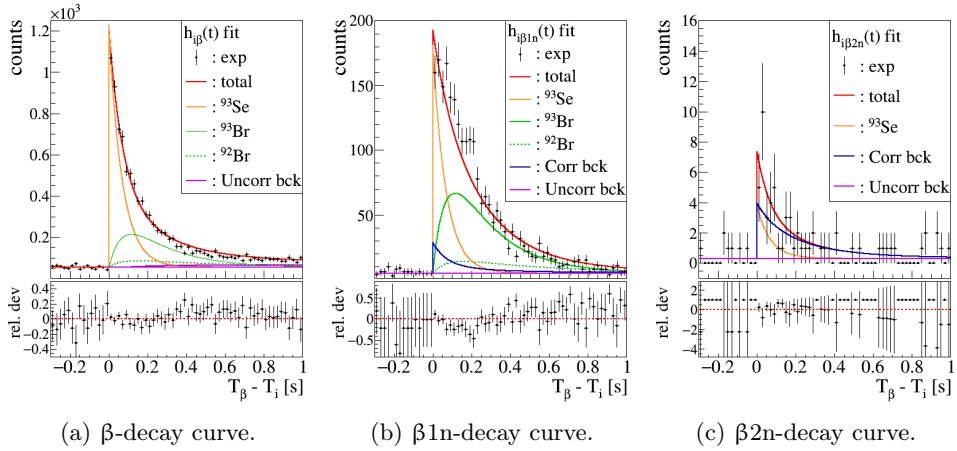 ×10³
h_iβ(t) fit
: exp
: total
: ⁹³Se
: ⁹³Br
: ⁹²Br
: Uncorr bck
counts
1.2
1
0.8
0.6
0.4
0.2
rel. dev
0.4
0.2
0
−0.2
−0.4
−0.2 0 0.2 0.4 0.6 0.8 1
T_β - T_i [s]
(a) β-decay curve.
h_iβ1n(t) fit
: exp
: total
: ⁹³Se
: ⁹³Br
: ⁹²Br
: Corr bck
: Uncorr bck
counts
200
150
100
50
rel. dev
0.5
0
−0.5
−0.2 0 0.2 0.4 0.6 0.8 1
T_β - T_i [s]
(b) β1n-decay curve.
h_iβ2n(t) fit
: exp
: total
: ⁹³Se
: Corr bck
: Uncorr bck
counts
16
14
12
10
8
6
4
2
0
rel. dev
2
0
−2
−4
−0.2 0 0.2 0.4 0.6 0.8 1
T_β - T_i [s]
(c) β2n-decay curve.